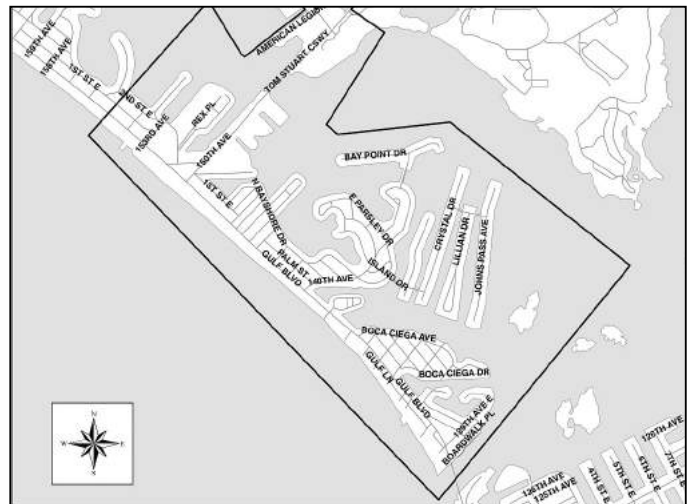 AMERICAN LEGION
159TH AVE
158TH AVE
1ST ST E
TOM STUART CSWY
2ND ST E
REX PL
153RD AVE
150TH AVE
BAY POINT DR
1ST ST E
N BAYSHORE DR
E PARSLEY DR
CRYSTAL DR
LILLIAN DR
JOHNS PASS AVE
PALM ST
GULF BLVD
140TH AVE
ISLAND DR
BOCA CIEGA AVE
GULF LN
BOCA CIEGA DR
GULF BLVD
129TH AVE E
BOARDWALK PL
N
W
E
S
128TH AVE
7TH ST E
6TH ST E
5TH ST E
4TH ST E
126TH AVE
125TH AVE